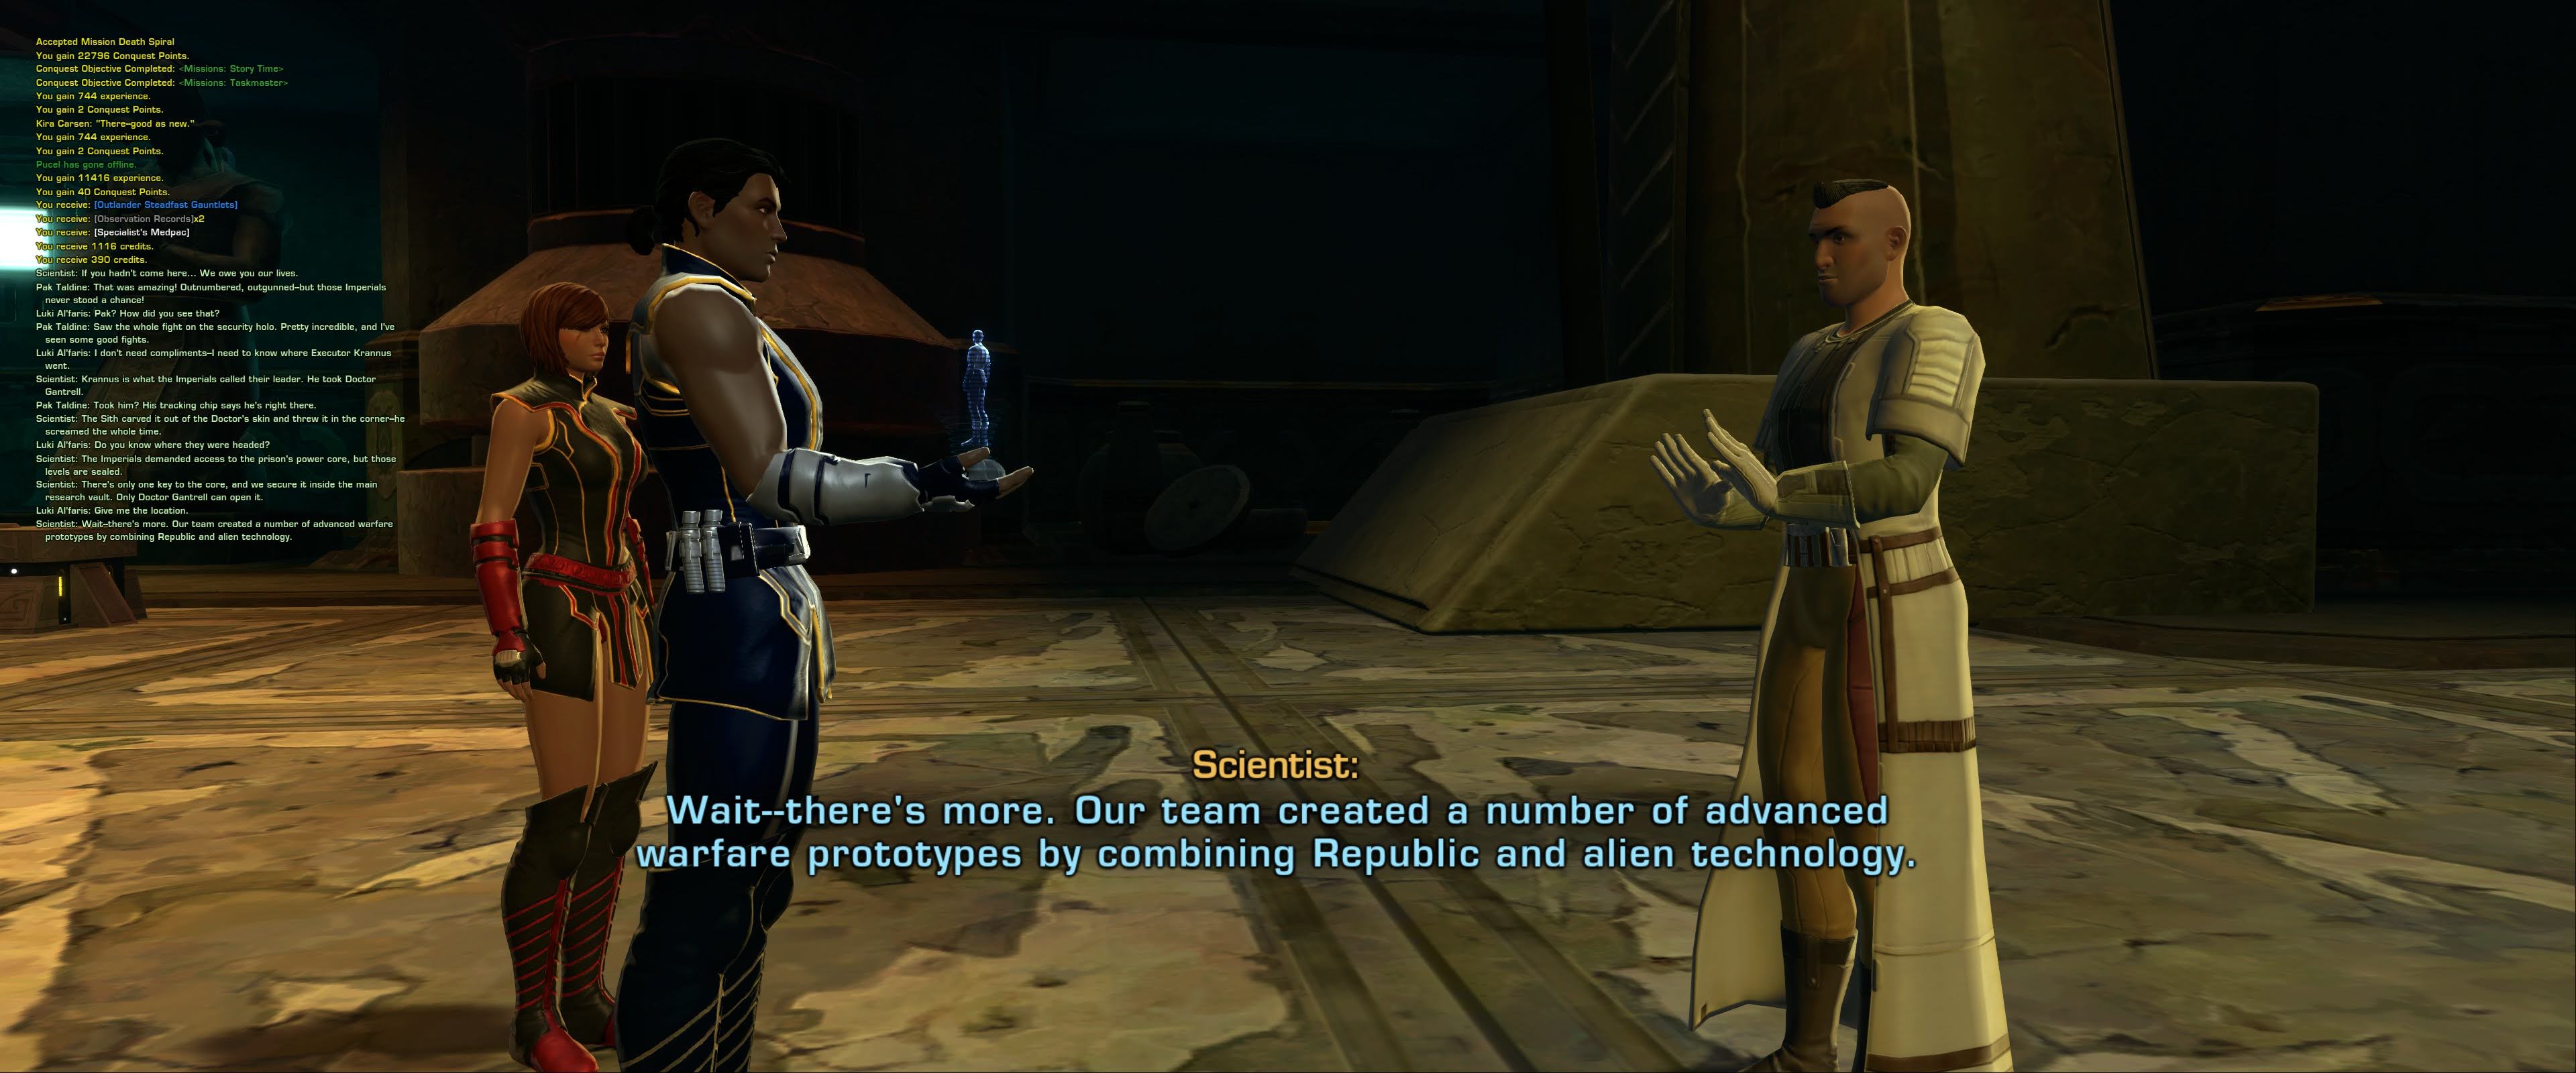 Accepted Mission Death Spiral
You gain 22796 Conquest Points.
Conquest Objective Completed: <Missions: Story Time>
Conquest Objective Completed: <Missions: Taskmaster>
You gain 744 experience.
You gain 2 Conquest Points.
Kira Carsen: "There–good as new."
You gain 744 experience.
You gain 2 Conquest Points.
Pucel has gone offline.
You gain 11416 experience.
You gain 40 Conquest Points.
You receive: [Outlander Steadfast Gauntlets]
You receive: [Observation Records]x2
You receive: [Specialist's Medpac]
You receive 1116 credits.
You receive 390 credits.
Scientist: If you hadn't come here... We owe you our lives.
Pak Taldine: That was amazing! Outnumbered, outgunned–but those Imperials
never stood a chance!
Luki Al'faris: Pak? How did you see that?
Pak Taldine: Saw the whole fight on the security holo. Pretty incredible, and I've
seen some good fights.
Luki Al'faris: I don't need compliments–I need to know where Executor Krannus
went.
Scientist: Krannus is what the Imperials called their leader. He took Doctor
Gantrell.
Pak Taldine: Took him? His tracking chip says he's right there.
Scientist: The Sith carved it out of the Doctor's skin and threw it in the corner–he
screamed the whole time.
Luki Al'faris: Do you know where they were headed?
Scientist: The Imperials demanded access to the prison's power core, but those
levels are sealed.
Scientist: There's only one key to the core, and we secure it inside the main
research vault. Only Doctor Gantrell can open it.
Luki Al'faris: Give me the location.
Scientist: Wait–there's more. Our team created a number of advanced warfare
prototypes by combining Republic and alien technology.
Scientist:
Wait--there's more. Our team created a number of advanced
warfare prototypes by combining Republic and alien technology.